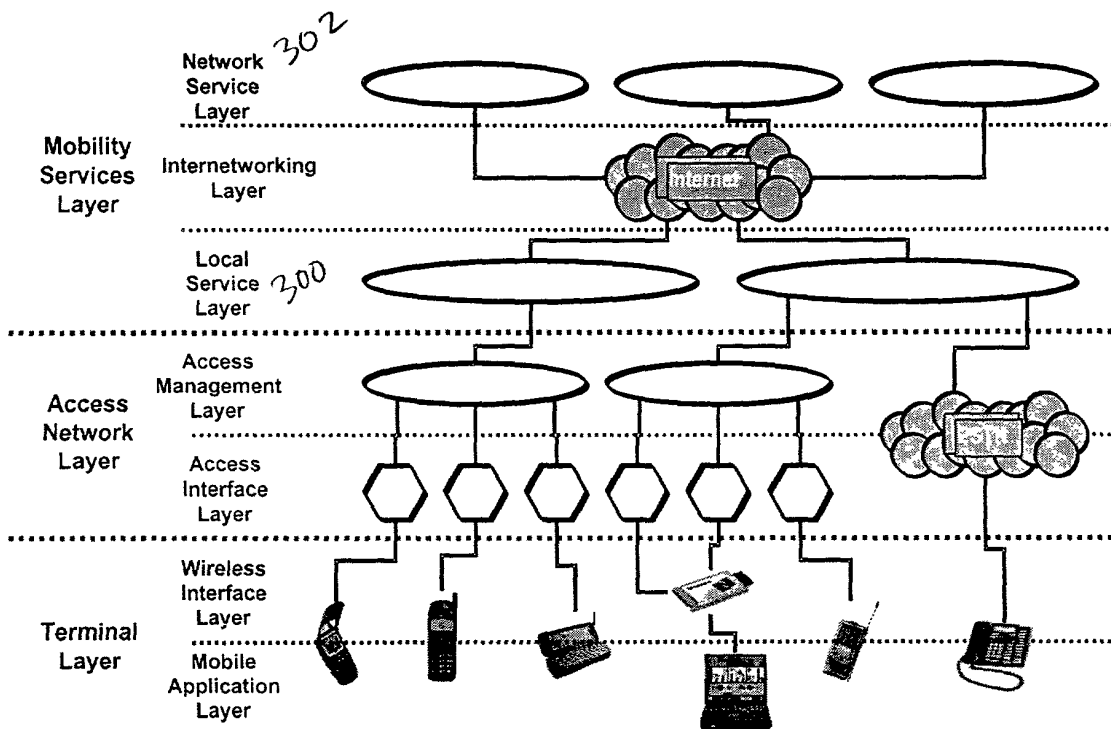 Network 302
Service
Layer
Mobility
Services
Layer
Internetworking
Layer
Internet
Local
Service
Layer 300
Access
Management
Layer
Access
Network
Layer
Access
Interface
Layer
Wireless
Interface
Layer
Terminal
Layer
Mobile
Application
Layer